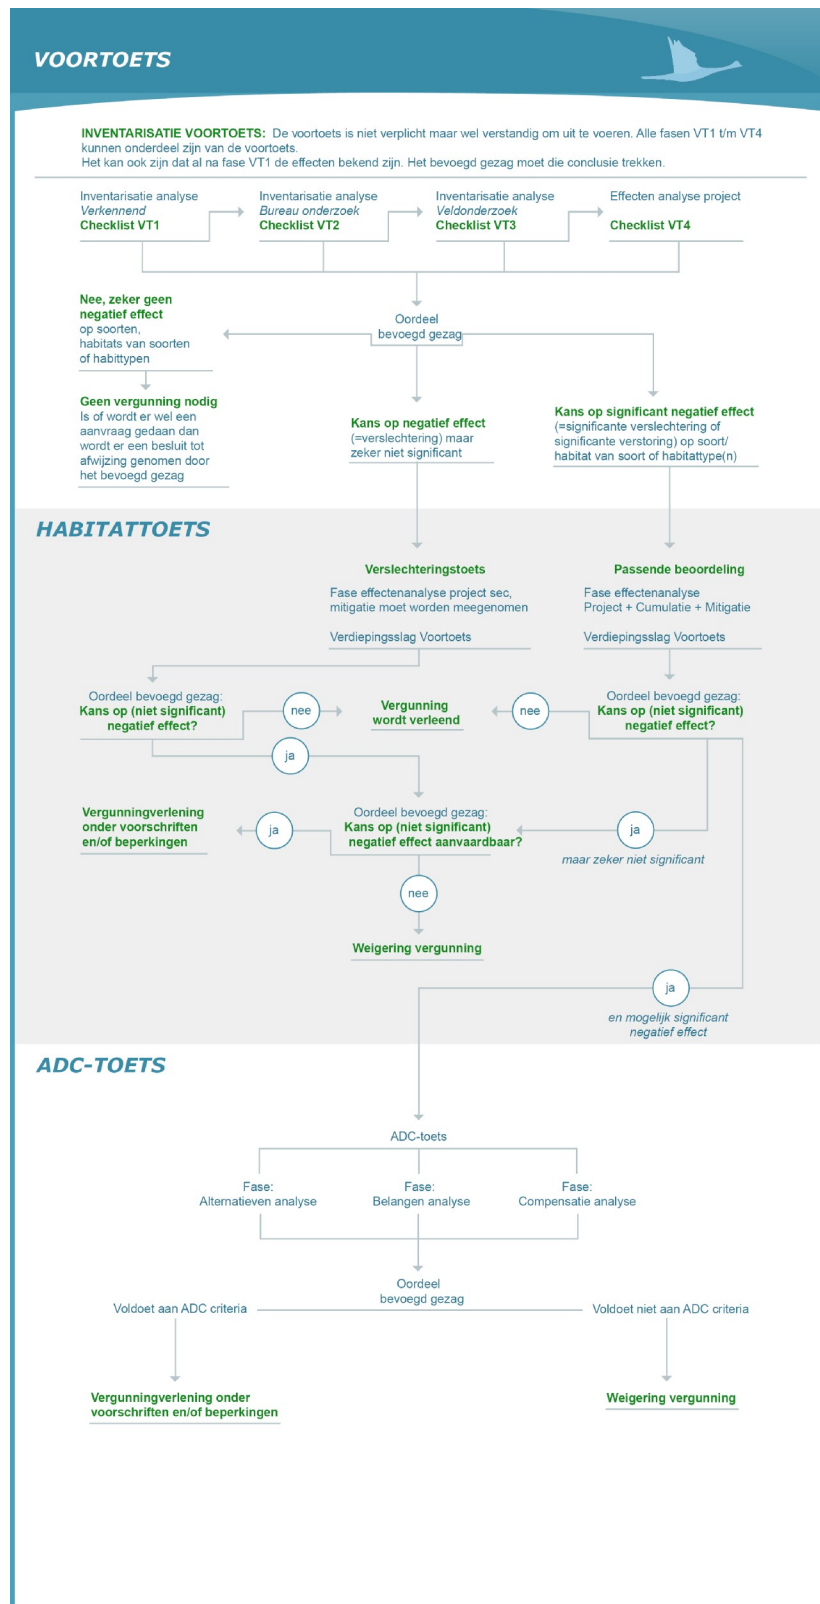 VOORTOETS
INVENTARISATIE VOORTOETS: De voortoets is niet verplicht maar wel verstandig om uit te voeren. Alle fasen VT1 t/m VT4
kunnen onderdeel zijn van de voortoets.
Het kan ook zijn dat al na fase VT1 de effecten bekend zijn. Het bevoegd gezag moet die conclusie trekken.
Inventarisatie analyse
Verkennend
Checklist VT1
Inventarisatie analyse
Bureau onderzoek
Checklist VT2
Inventarisatie analyse
Veldonderzoek
Checklist VT3
Effecten analyse project
Checklist VT4
Oordeel
bevoegd gezag
Nee, zeker geen
negatief effect
op soorten,
habitats van soorten
of habittypen
Geen vergunning nodig
Is of wordt er wel een
aanvraag gedaan dan
wordt er een besluit tot
afwijzing genomen door
het bevoegd gezag
Kans op negatief effect
(=verslechtering) maar
zeker niet significant
Kans op significant negatief effect
(=significante verslechtering of
significante verstoring) op soort/
habitat van soort of habitattype(n)
HABITATTOETS
Verslechteringstoets
Fase effectenanalyse project sec,
mitigatie moet worden meegenomen
Verdiepingsslag Voortoets
Passende beoordeling
Fase effectenanalyse
Project + Cumulatie + Mitigatie
Verdiepingsslag Voortoets
Oordeel bevoegd gezag:
Kans op (niet significant)
negatief effect?
nee
Vergunning
wordt verleend
nee
Oordeel bevoegd gezag:
Kans op (niet significant)
negatief effect?
ja
Vergunningverlening
onder voorschriften
en/of beperkingen
ja
Oordeel bevoegd gezag:
Kans op (niet significant)
negatief effect aanvaardbaar?
ja
maar zeker niet significant
nee
Weigering vergunning
ja
en mogelijk significant
negatief effect
ADC-TOETS
ADC-toets
Fase:
Alternatieven analyse
Fase:
Belangen analyse
Fase:
Compensatie analyse
Oordeel
bevoegd gezag
Voldoet aan ADC criteria
Voldoet niet aan ADC criteria
Vergunningverlening onder
voorschriften en/of beperkingen
Weigering vergunning